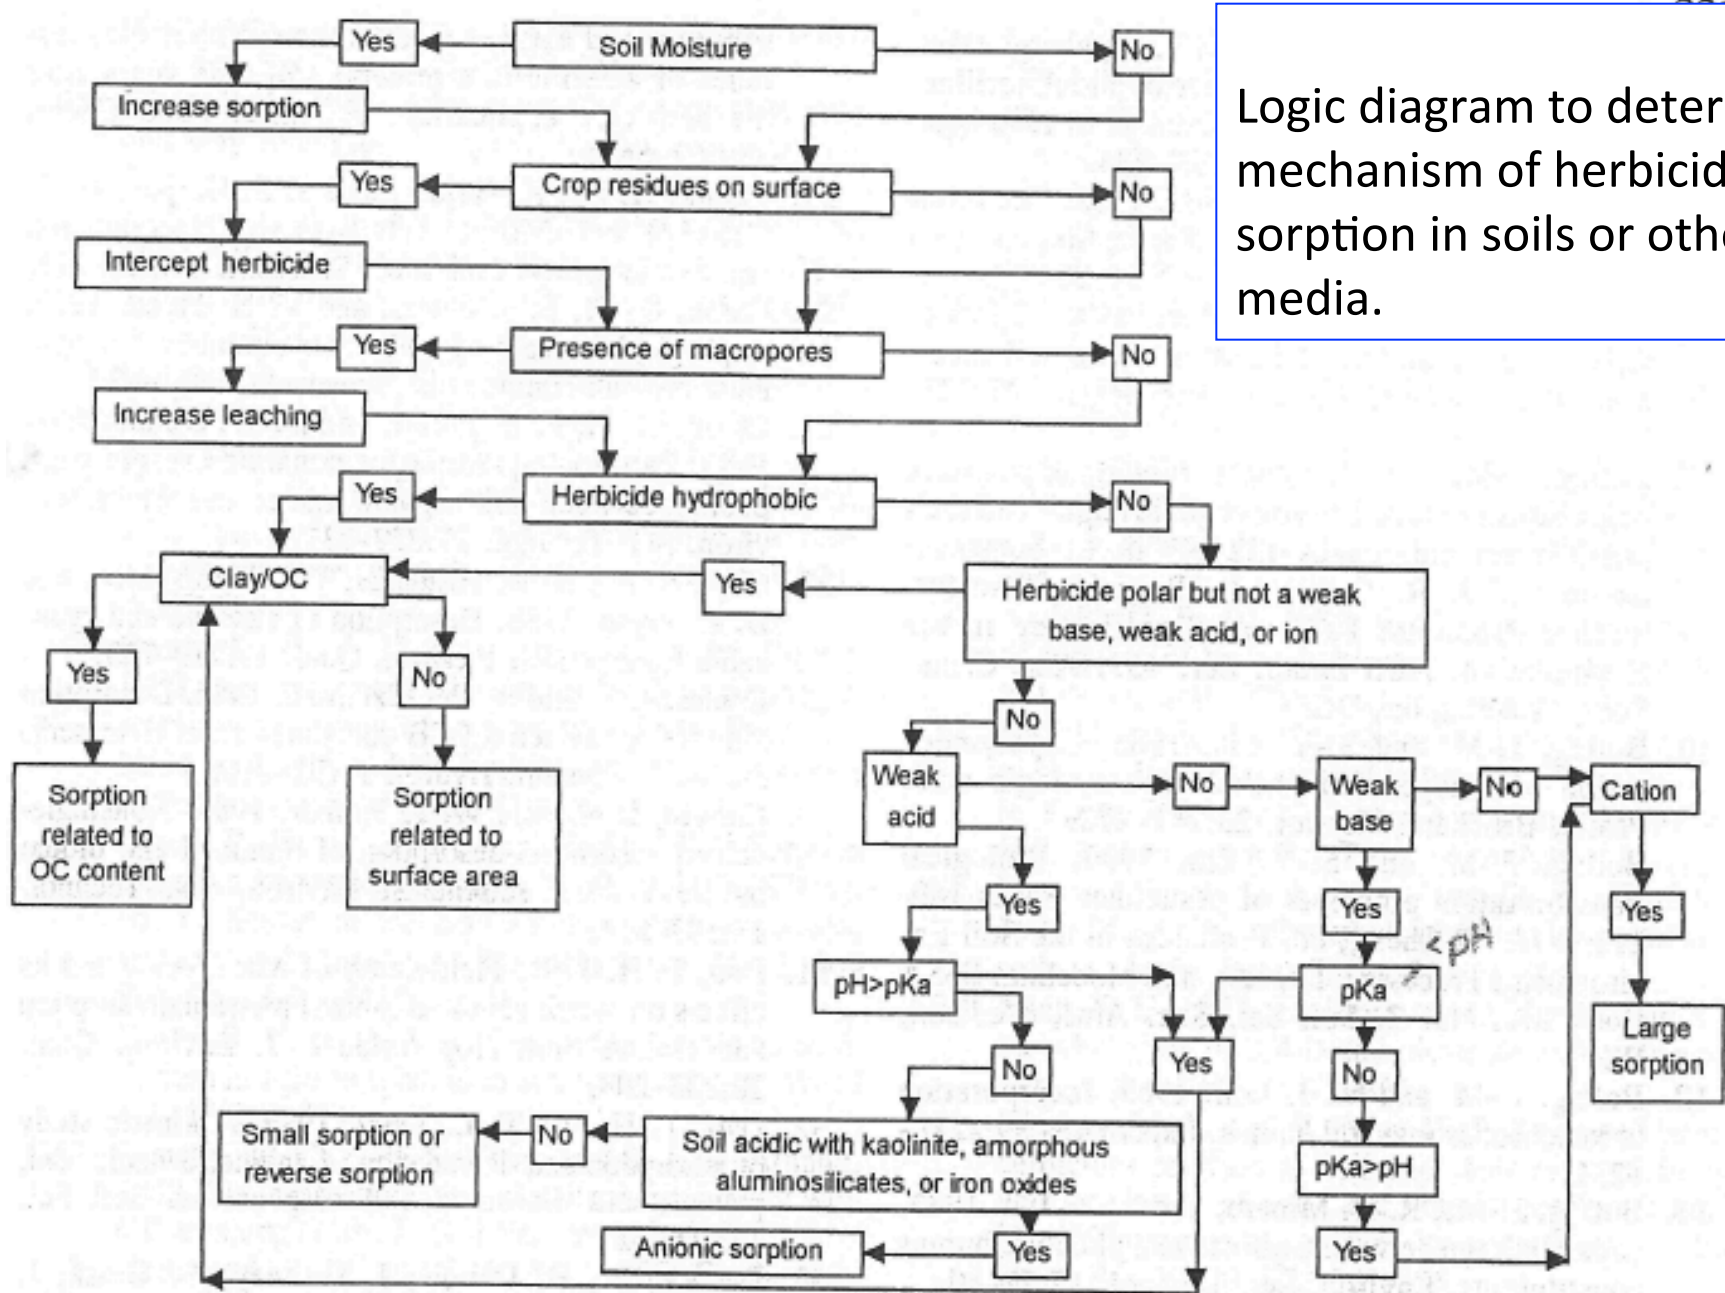 Yes
Soil Moisture
No
Increase sorption
Yes
Crop residues on surface
No
Intercept herbicide
Yes
Presence of macropores
No
Increase leaching
Yes
Herbicide hydrophobic
No
Clay/OC
Yes
Herbicide polar but not a weak
base, weak acid, or ion
Yes
No
No
Sorption
related to
OC content
Sorption
related to
surface area
Weak
acid
No
Weak
base
No
Cation
Yes
Yes
Yes
<pH
pH>pKa
pKa
Large
sorption
No
Yes
No
Small sorption or
reverse sorption
No
Soil acidic with kaolinite, amorphous
aluminosilicates, or iron oxides
pKa>pH
Anionic sorption
Yes
Yes
Logic diagram to deter
mechanism of herbicid
sorption in soils or oth
media.